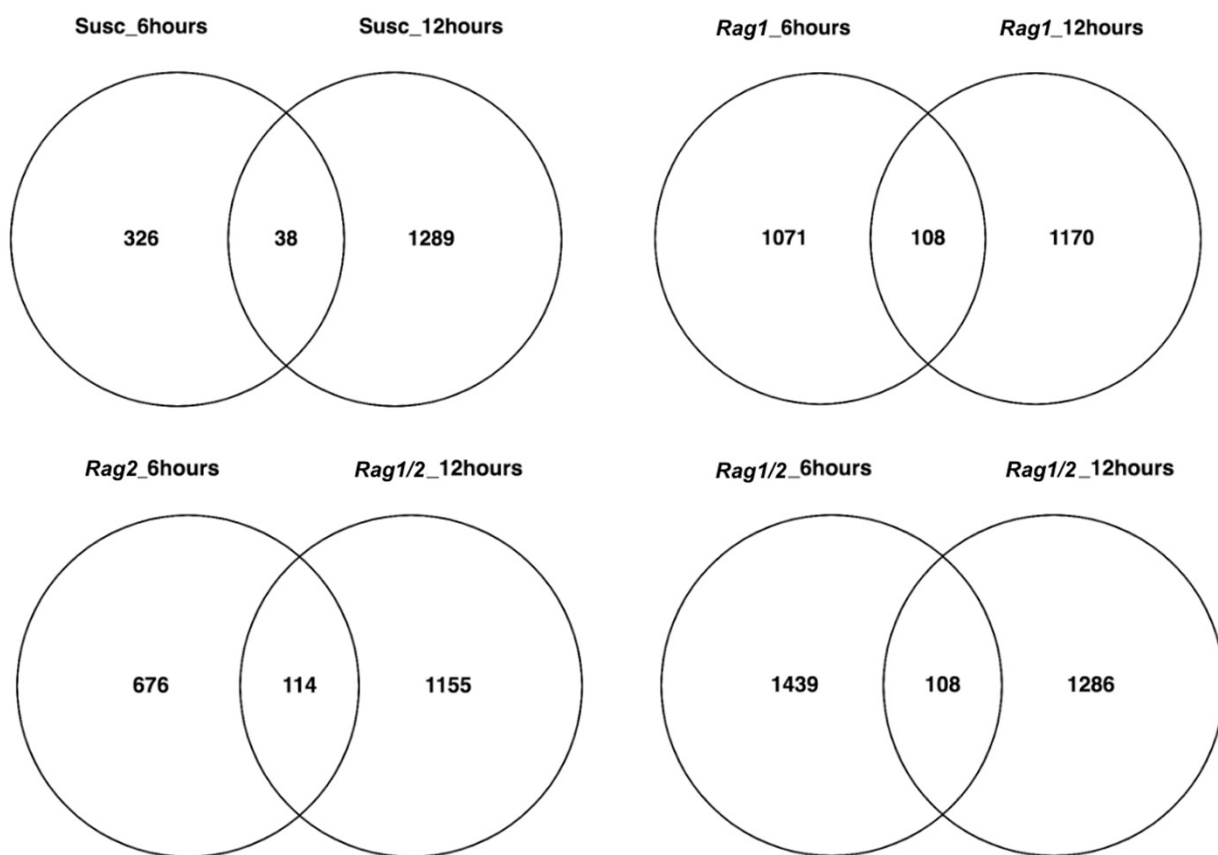 Susc_6hours Susc_12hours Rag1_6hours Rag1_12hours
326 38 1289 1071 108 1170
Rag2_6hours Rag1/2_12hours Rag1/2_6hours Rag1/2_12hours
676 114 1155 1439 108 1286